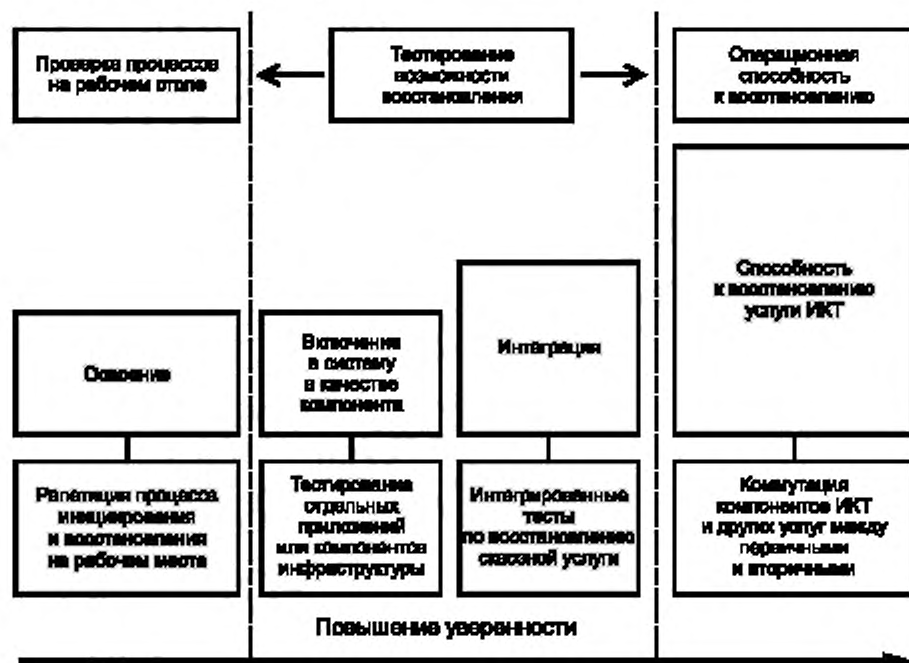 Проверка процессов
на рабочем столе
Тестирование
возможности
восстановления
Операционная
способность
к восстановлению
Освоение
Включение
в систему
в качестве
компонента
Интеграция
Способность
к восстановлению
услуги ИКТ
Репетиция процесса
инициирования
и восстановления
на рабочем месте
Тестирование
отдельных
приложений
или компонентов
инфраструктуры
Интегрированные
тесты
по восстановлению
сквозной услуги
Коммутация
компонентов ИКТ
и других услуг между
первичными
и вторичными
Повышение уверенности